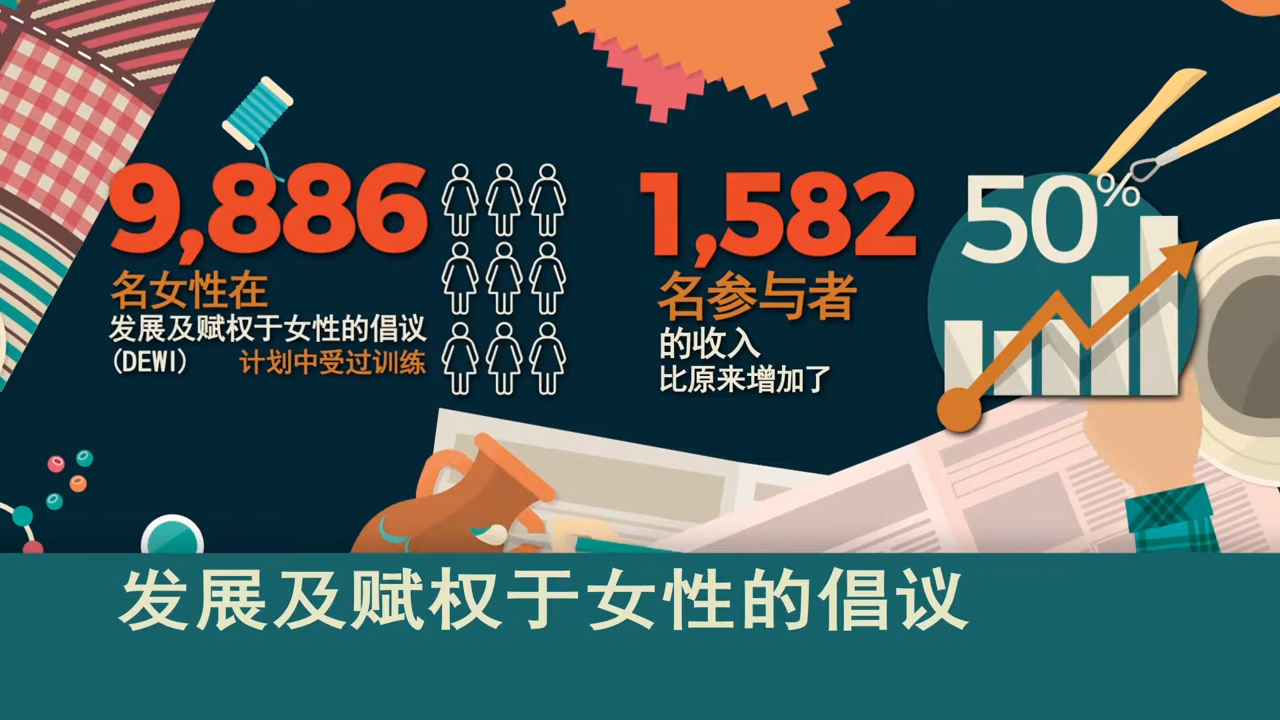 9,886
名女性在
发展及赋权于女性的倡议
(DEWI) 计划中受过训练
1,582
名参与者
的收入
比原来增加了
50%
发展及赋权于女性的倡议